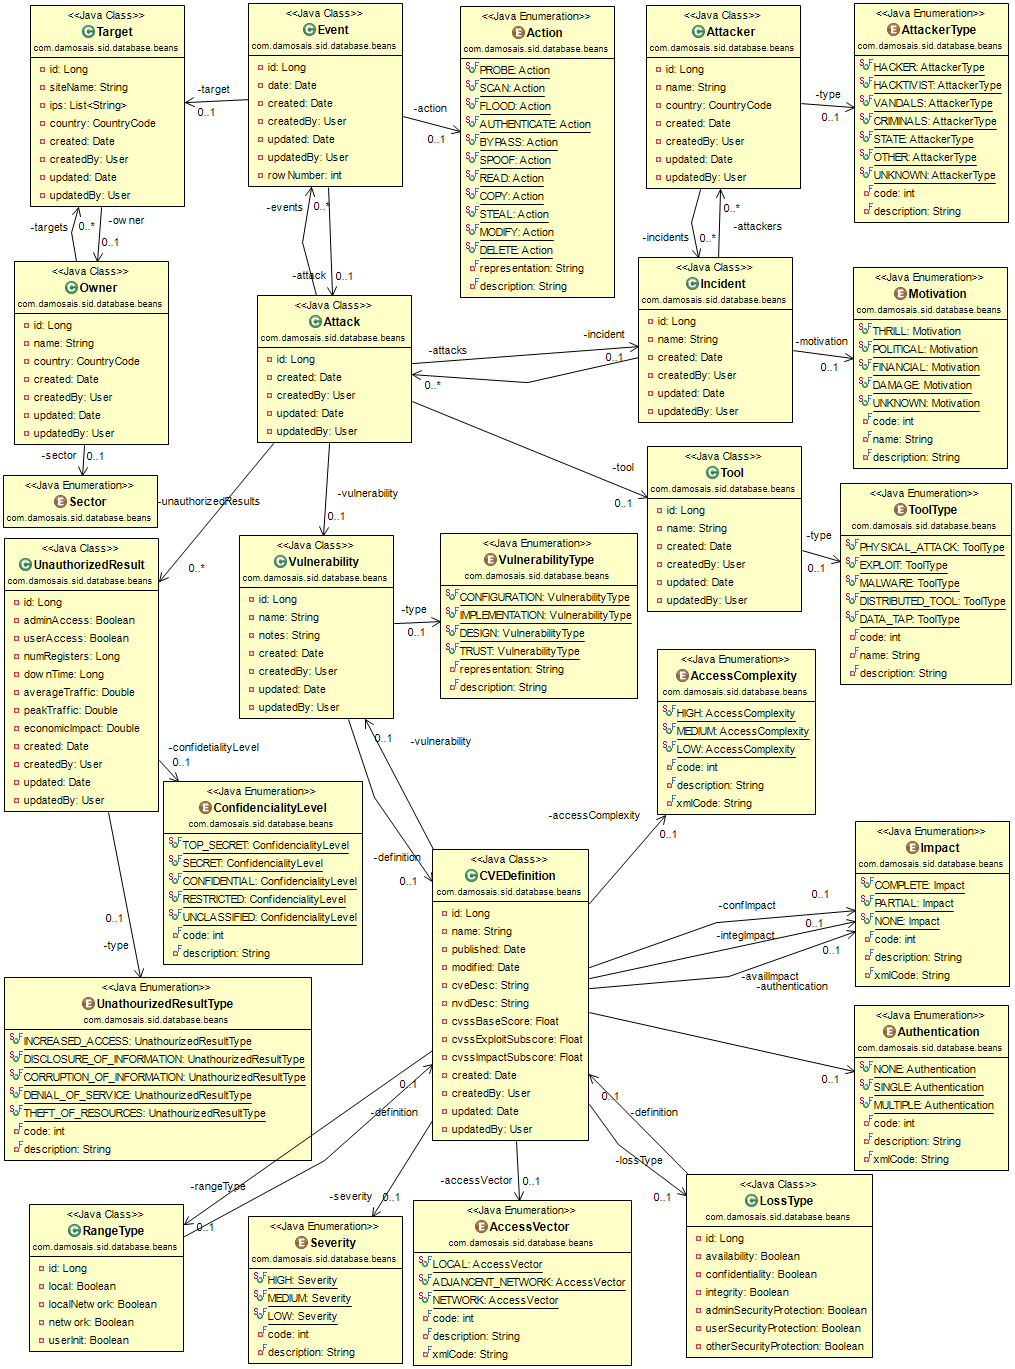 <<Java Class>>
Target
com.damosais.sid.database.beans
id: Long
siteName: String
ips: List<String>
country: CountryCode
created: Date
createdBy: User
updated: Date
updatedBy: User
<<Java Class>>
Event
com.damosais.sid.database.beans
id: Long
date: Date
created: Date
createdBy: User
updated: Date
updatedBy: User
rowNumber: int
<<Java Enumeration>>
Action
com.damosais.sid.database.beans
PROBE: Action
SCAN: Action
FLOOD: Action
AUTHENTICATE: Action
BYPASS: Action
SPOOF: Action
READ: Action
COPY: Action
STEAL: Action
MODIFY: Action
DELETE: Action
representation: String
description: String
<<Java Class>>
Attacker
com.damosais.sid.database.beans
id: Long
name: String
country: CountryCode
created: Date
createdBy: User
updated: Date
updatedBy: User
<<Java Enumeration>>
AttackerType
com.damosais.sid.database.beans
HACKER: AttackerType
HACKTIVIST: AttackerType
VANDALS: AttackerType
CRIMINALS: AttackerType
STATE: AttackerType
OTHER: AttackerType
UNKNOWN: AttackerType
code: int
description: String
-target
0..1
-action
0..1
-type
0..1
-targets
0..*
-owner
0..1
-events
0..*
-attack
0..1
-incidents
0..*
0..*
-attackers
<<Java Class>>
Owner
com.damosais.sid.database.beans
id: Long
name: String
country: CountryCode
created: Date
createdBy: User
updated: Date
updatedBy: User
<<Java Class>>
Attack
com.damosais.sid.database.beans
id: Long
created: Date
createdBy: User
updated: Date
updatedBy: User
<<Java Class>>
Incident
com.damosais.sid.database.beans
id: Long
name: String
created: Date
createdBy: User
updated: Date
updatedBy: User
<<Java Enumeration>>
Motivation
com.damosais.sid.database.beans
THRILL: Motivation
POLITICAL: Motivation
FINANCIAL: Motivation
DAMAGE: Motivation
UNKNOWN: Motivation
code: int
name: String
description: String
-attacks
0..*
-incident
0..1
-motivation
0..1
-sector
0..1
-tool
0..1
<<Java Enumeration>>
Sector
com.damosais.sid.database.beans
-unauthorizedResults
0..*
-vulnerability
0..1
<<Java Class>>
Tool
com.damosais.sid.database.beans
id: Long
name: String
created: Date
createdBy: User
updated: Date
updatedBy: User
-type
0..1
<<Java Enumeration>>
ToolType
com.damosais.sid.database.beans
PHYSICAL_ATTACK: ToolType
EXPLOIT: ToolType
MALWARE: ToolType
DISTRIBUTED_TOOL: ToolType
DATA_TAP: ToolType
code: int
name: String
description: String
<<Java Class>>
UnauthorizedResult
com.damosais.sid.database.beans
id: Long
adminAccess: Boolean
userAccess: Boolean
numRegisters: Long
downTime: Long
averageTraffic: Double
peakTraffic: Double
economicImpact: Double
created: Date
createdBy: User
updated: Date
updatedBy: User
<<Java Class>>
Vulnerability
com.damosais.sid.database.beans
id: Long
name: String
notes: String
created: Date
createdBy: User
updated: Date
updatedBy: User
-type
0..1
<<Java Enumeration>>
VulnerabilityType
com.damosais.sid.database.beans
CONFIGURATION: VulnerabilityType
IMPLEMENTATION: VulnerabilityType
DESIGN: VulnerabilityType
TRUST: VulnerabilityType
representation: String
description: String
<<Java Enumeration>>
AccessComplexity
com.damosais.sid.database.beans
HIGH: AccessComplexity
MEDIUM: AccessComplexity
LOW: AccessComplexity
code: int
description: String
xmlCode: String
-confidetialityLevel
0..1
0..1
-vulnerability
<<Java Enumeration>>
ConfidencialityLevel
com.damosais.sid.database.beans
TOP_SECRET: ConfidencialityLevel
SECRET: ConfidencialityLevel
CONFIDENTIAL: ConfidencialityLevel
RESTRICTED: ConfidencialityLevel
UNCLASSIFIED: ConfidencialityLevel
code: int
description: String
-definition
0..1
-accessComplexity
0..1
<<Java Class>>
CVEDefinition
com.damosais.sid.database.beans
id: Long
name: String
published: Date
modified: Date
cveDesc: String
nvdDesc: String
cvssBaseScore: Float
cvssExploitSubscore: Float
cvssImpactSubscore: Float
created: Date
createdBy: User
updated: Date
updatedBy: User
<<Java Enumeration>>
Impact
com.damosais.sid.database.beans
COMPLETE: Impact
PARTIAL: Impact
NONE: Impact
code: int
description: String
xmlCode: String
-confImpact
0..1
-integImpact
0..1
-availImpact
0..1
-authentication
0..1
0..1
-type
<<Java Enumeration>>
UnathourizedResultType
com.damosais.sid.database.beans
INCREASED_ACCESS: UnathourizedResultType
DISCLOSURE_OF_INFORMATION: UnathourizedResultType
CORRUPTION_OF_INFORMATION: UnathourizedResultType
DENIAL_OF_SERVICE: UnathourizedResultType
THEFT_OF_RESOURCES: UnathourizedResultType
code: int
description: String
<<Java Enumeration>>
Authentication
com.damosais.sid.database.beans
NONE: Authentication
SINGLE: Authentication
MULTIPLE: Authentication
code: int
description: String
xmlCode: String
0..1
-definition
-rangeType
0..1
-severity
0..1
-accessVector
0..1
0..1
-definition
-lossType
0..1
<<Java Class>>
RangeType
com.damosais.sid.database.beans
id: Long
local: Boolean
localNetwork: Boolean
network: Boolean
userInit: Boolean
<<Java Enumeration>>
Severity
com.damosais.sid.database.beans
HIGH: Severity
MEDIUM: Severity
LOW: Severity
code: int
description: String
<<Java Enumeration>>
AccessVector
com.damosais.sid.database.beans
LOCAL: AccessVector
ADJANCENT_NETWORK: AccessVector
NETWORK: AccessVector
code: int
description: String
xmlCode: String
<<Java Class>>
LossType
com.damosais.sid.database.beans
id: Long
availability: Boolean
confidentiality: Boolean
integrity: Boolean
adminSecurityProtection: Boolean
userSecurityProtection: Boolean
otherSecurityProtection: Boolean